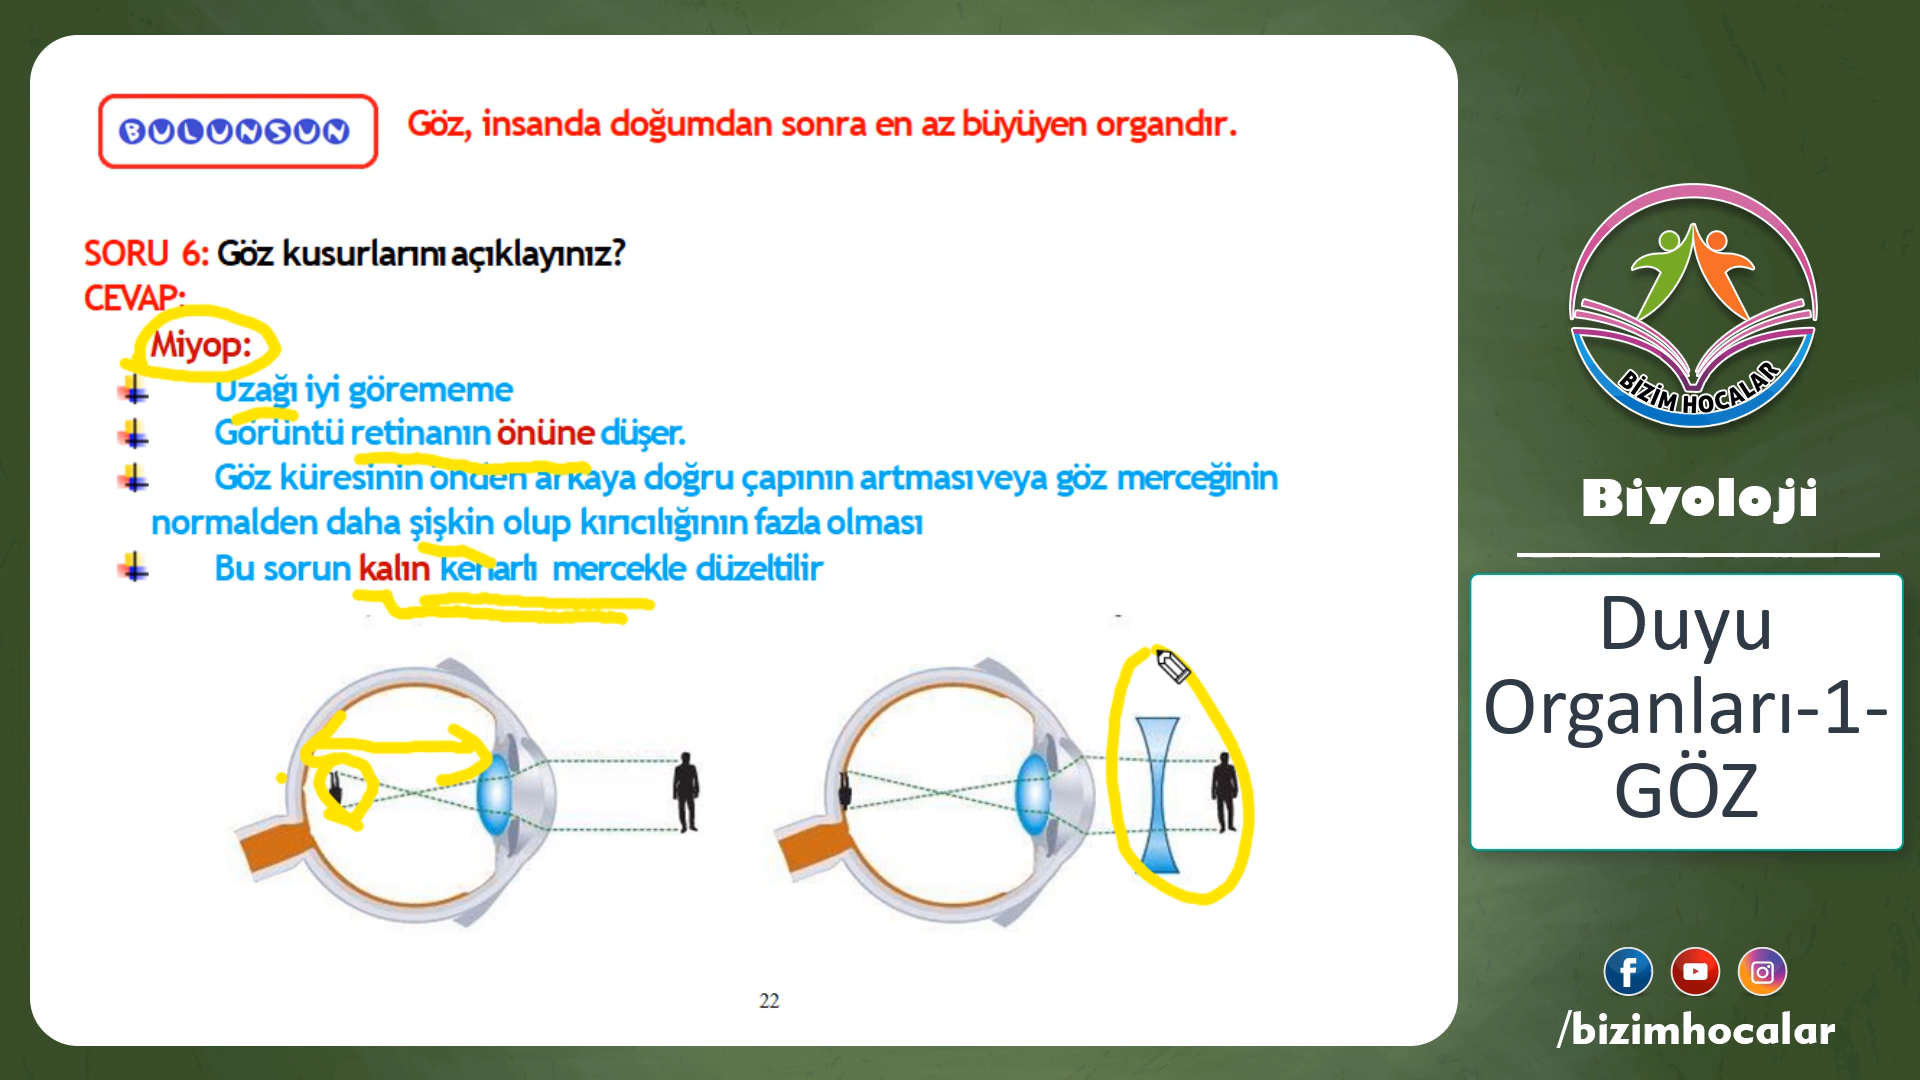 BULUNSUN
Göz, insanda doğumdan sonra en az büyüyen organdır.
SORU 6: Göz kusurlarını açıklayınız?
CEVAP:
Miyop:
Uzağı iyi görememe
Görüntü retinanın önüne düşer.
Göz küresinin önden arkaya doğru çapının artması veya göz merceğinin
normalden daha şişkin olup kırıcılığının fazla olması
Bu sorun kalın kenarlı mercekle düzeltilir
22
BİZİM HOCALAR
Biyoloji
Duyu
Organları-1-
GÖZ
/bizimhocalar